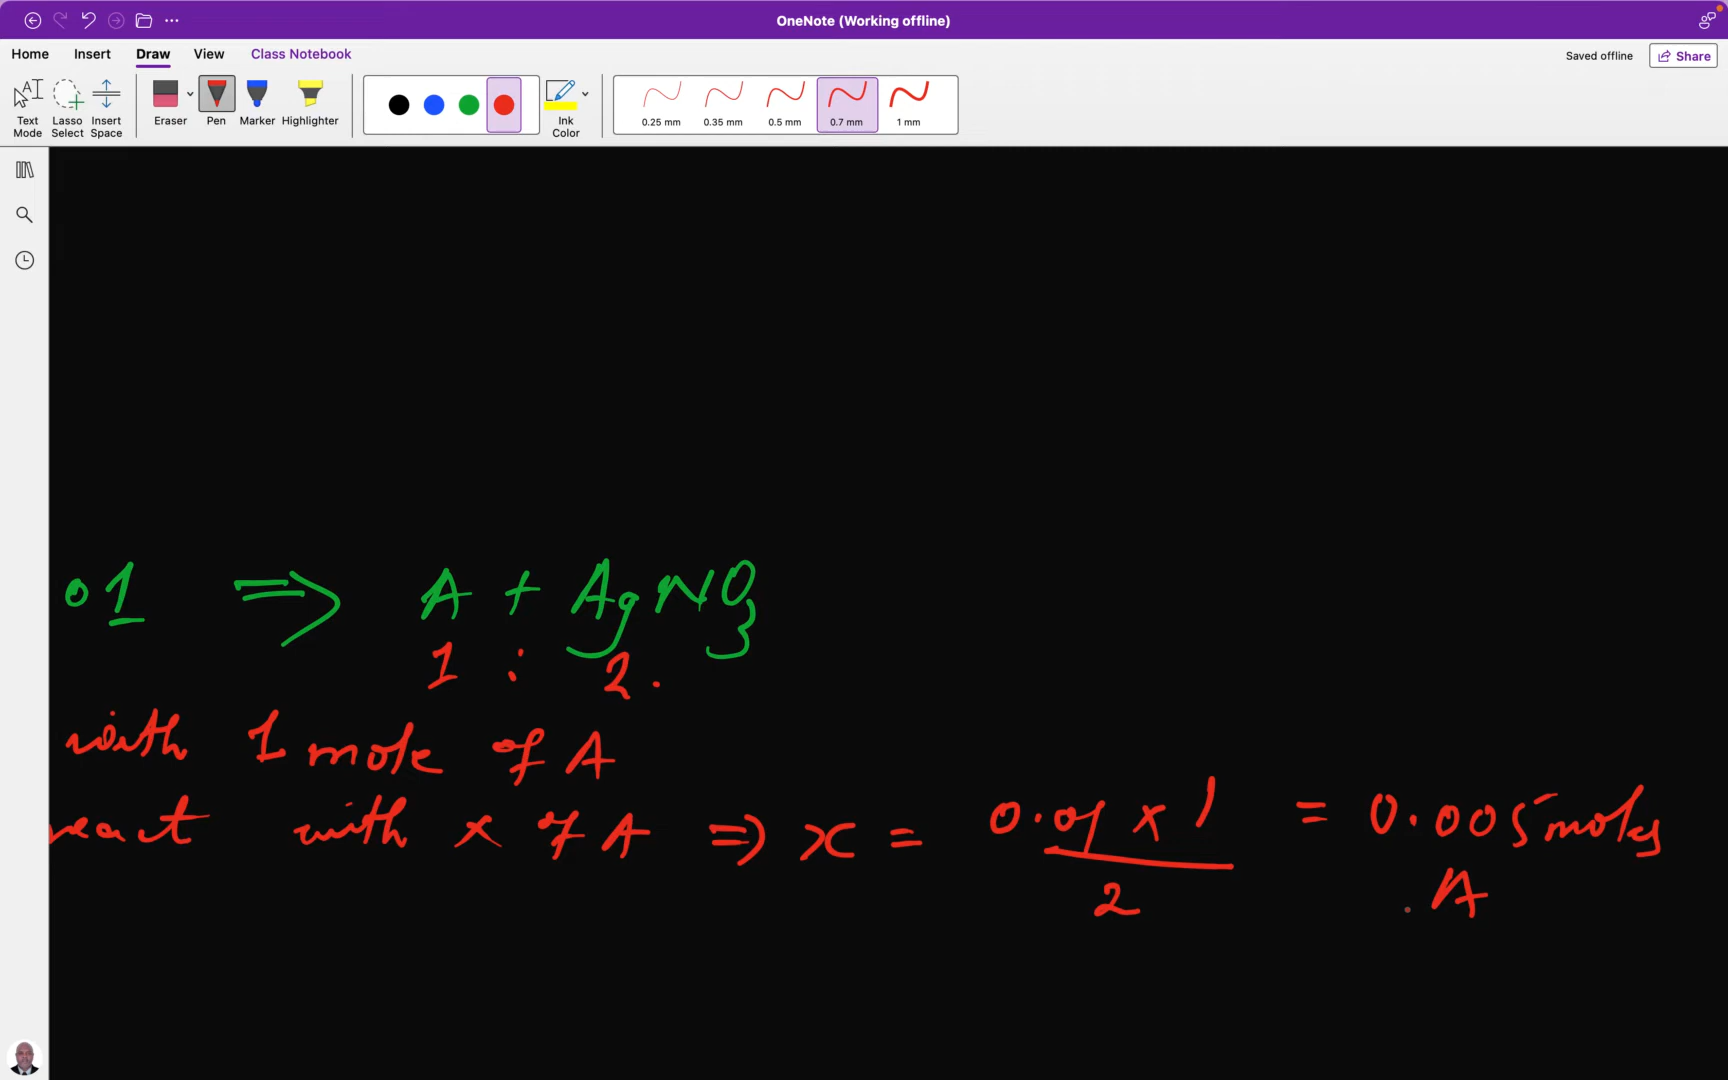 OneNote (Working offline)
Home Insert Draw View Class Notebook Saved offline Share
Text Mode Lasso Select Insert Space Eraser Pen Marker Highlighter Ink Color 0.25 mm 0.35 mm 0.5 mm 0.7 mm 1 mm
01 ⇒ A + AgNO3
1 : 2.
with 1 mole of A
react with x of A ⇒ x = 0.01 x 1 = 0.005 moles
2 A